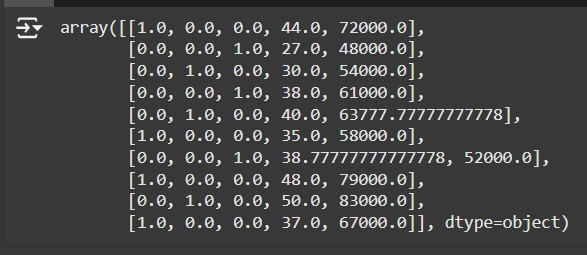 array([[1.0, 0.0, 0.0, 44.0, 72000.0],
[0.0, 0.0, 1.0, 27.0, 48000.0],
[0.0, 1.0, 0.0, 30.0, 54000.0],
[0.0, 0.0, 1.0, 38.0, 61000.0],
[0.0, 1.0, 0.0, 40.0, 63777.77777777778],
[1.0, 0.0, 0.0, 35.0, 58000.0],
[0.0, 0.0, 1.0, 38.77777777777778, 52000.0],
[1.0, 0.0, 0.0, 48.0, 79000.0],
[0.0, 1.0, 0.0, 50.0, 83000.0],
[1.0, 0.0, 0.0, 37.0, 67000.0]], dtype=object)